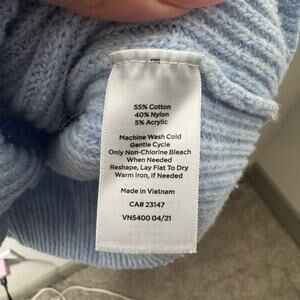 55% Cotton
40% Nylon
5% Acrylic
Machine Wash Cold
Gentle Cycle
Only Non-Chlorine Bleach
When Needed
Reshape, Lay Flat To Dry
Warm Iron, If Needed
Made in Vietnam
CA# 23147
VN5400 04/21